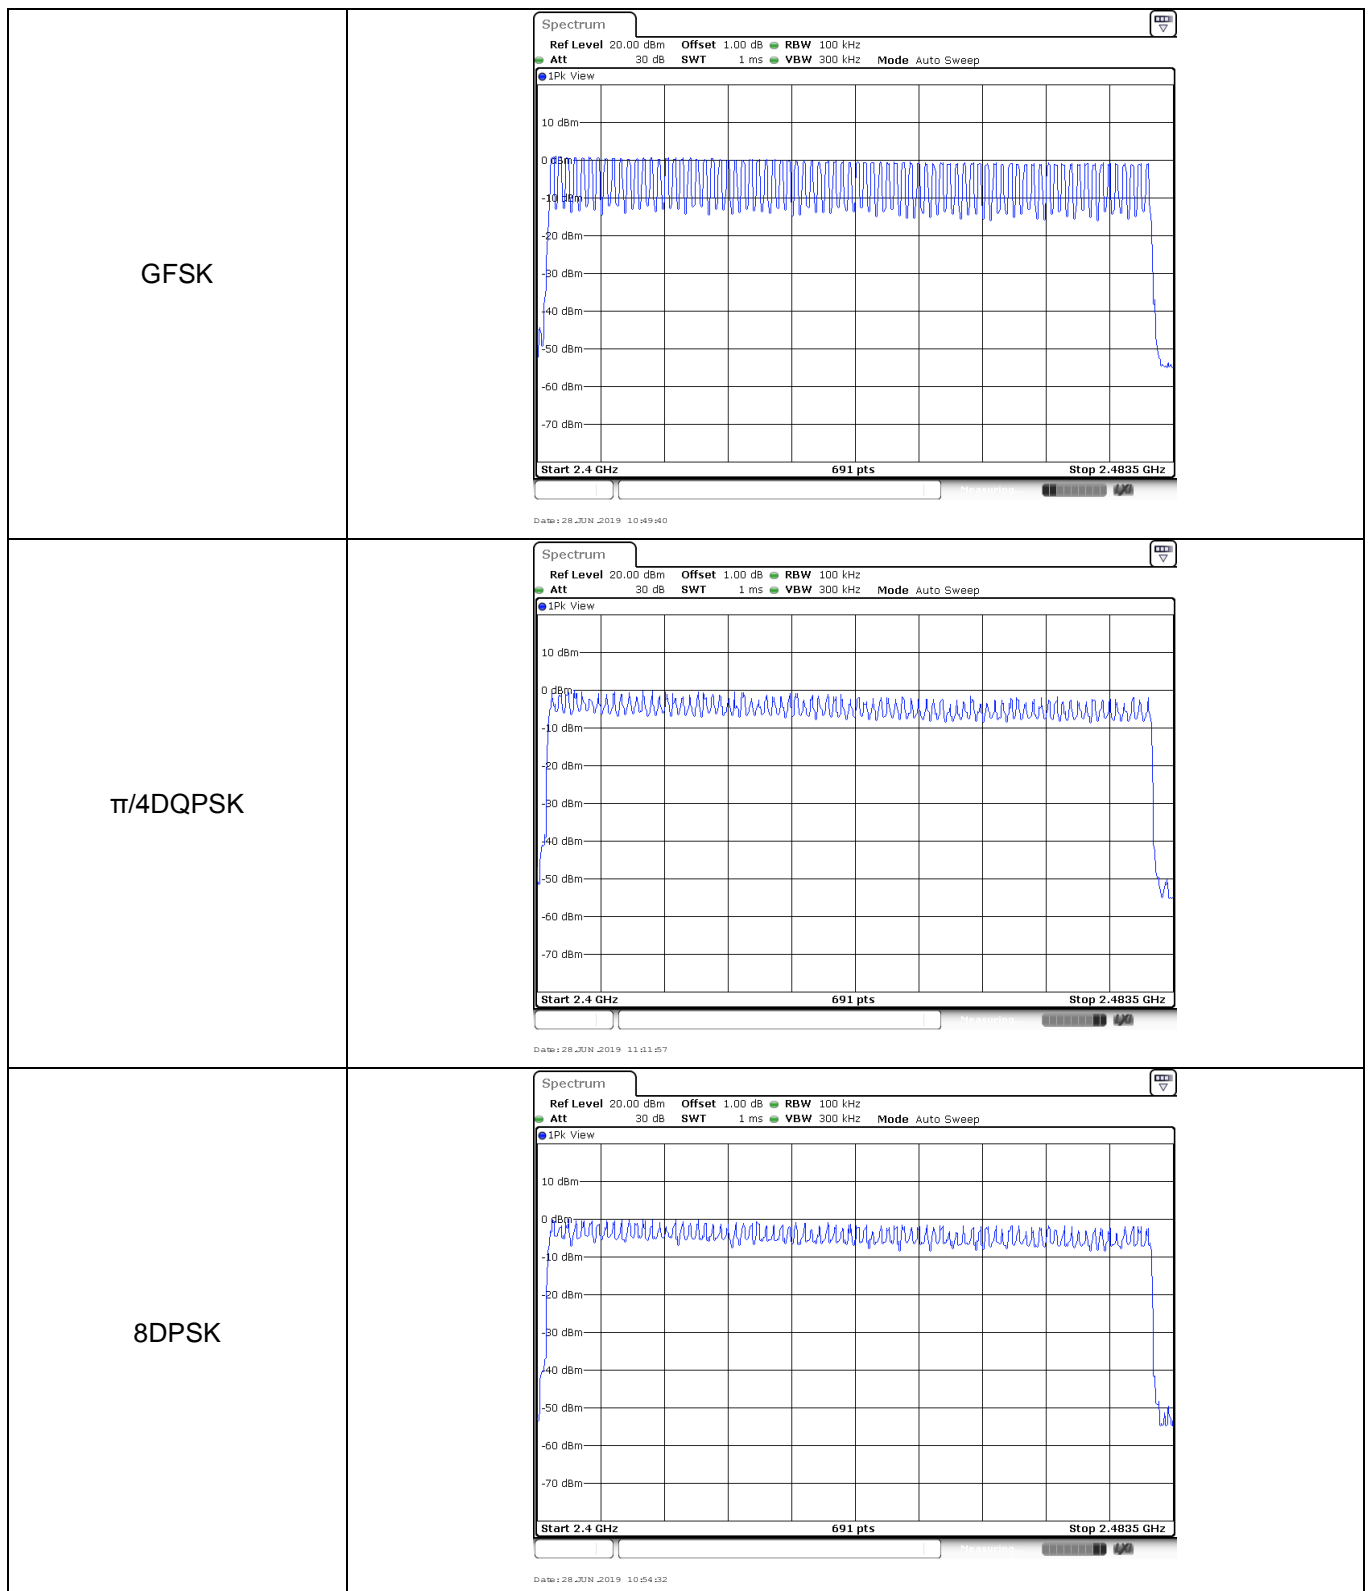 GFSK
Spectrum
Ref Level 20.00 dBm Offset 1.00 dB RBW 100 kHz
Att 30 dB SWT 1 ms VBW 300 kHz Mode Auto Sweep
1Pk View
10 dBm
0 dBm
-10 dBm
-20 dBm
-30 dBm
-40 dBm
-50 dBm
-60 dBm
-70 dBm
Start 2.4 GHz 691 pts Stop 2.4835 GHz
Measuring...
Date: 28.JUN.2019 10:49:40
π/4DQPSK
Spectrum
Ref Level 20.00 dBm Offset 1.00 dB RBW 100 kHz
Att 30 dB SWT 1 ms VBW 300 kHz Mode Auto Sweep
1Pk View
10 dBm
0 dBm
-10 dBm
-20 dBm
-30 dBm
-40 dBm
-50 dBm
-60 dBm
-70 dBm
Start 2.4 GHz 691 pts Stop 2.4835 GHz
Measuring...
Date: 28.JUN.2019 11:11:57
8DPSK
Spectrum
Ref Level 20.00 dBm Offset 1.00 dB RBW 100 kHz
Att 30 dB SWT 1 ms VBW 300 kHz Mode Auto Sweep
1Pk View
10 dBm
0 dBm
-10 dBm
-20 dBm
-30 dBm
-40 dBm
-50 dBm
-60 dBm
-70 dBm
Start 2.4 GHz 691 pts Stop 2.4835 GHz
Measuring...
Date: 28.JUN.2019 10:54:32